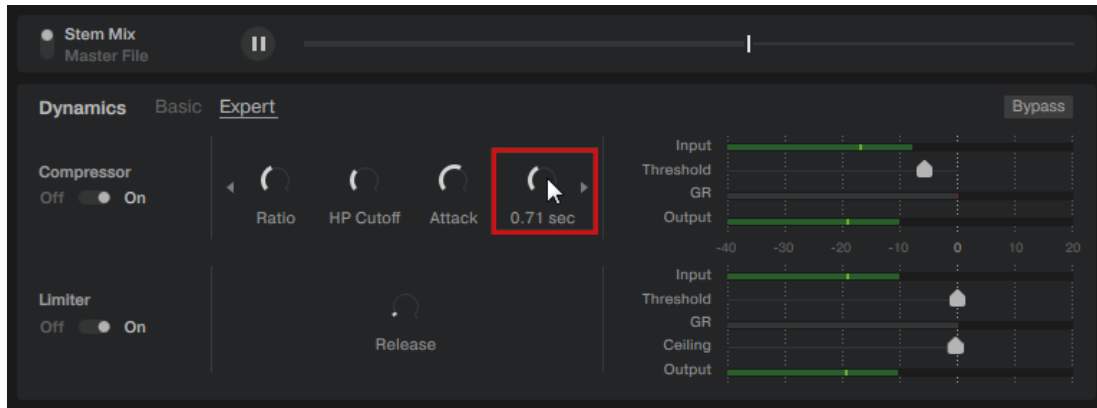 Stem Mix
Master File
Dynamics Basic Expert Bypass
Compressor
Off On
Ratio HP Cutoff Attack 0.71 sec
Input
Threshold
GR
Output
-40 -30 -20 -10 0 10 20
Limiter
Off On
Release
Input
Threshold
GR
Ceiling
Output